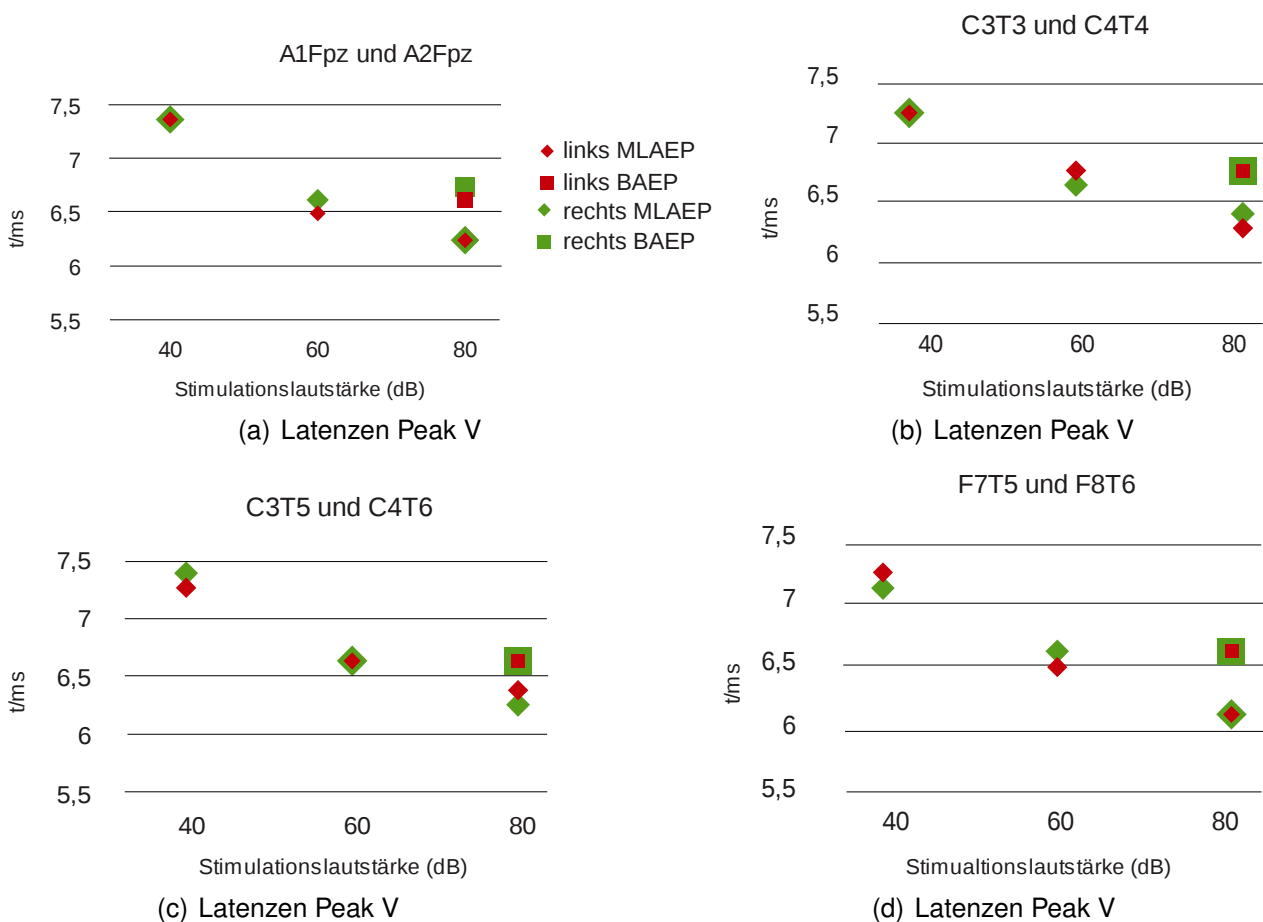 A1Fpz und A2Fpz
7,5
7
6,5
6
5,5
t/ms
40 60 80
Stimulationslautstärke (dB)
(a) Latenzen Peak V
links MLAEP
links BAEP
rechts MLAEP
rechts BAEP
C3T3 und C4T4
7,5
7
6,5
6
5,5
t/ms
40 60 80
Stimulationslautstärke (dB)
(b) Latenzen Peak V
C3T5 und C4T6
7,5
7
6,5
6
5,5
t/ms
40 60 80
Stimulationslautstärke (dB)
(c) Latenzen Peak V
F7T5 und F8T6
7,5
7
6,5
6
5,5
t/ms
40 60 80
Stimualtionslautstärke (dB)
(d) Latenzen Peak V